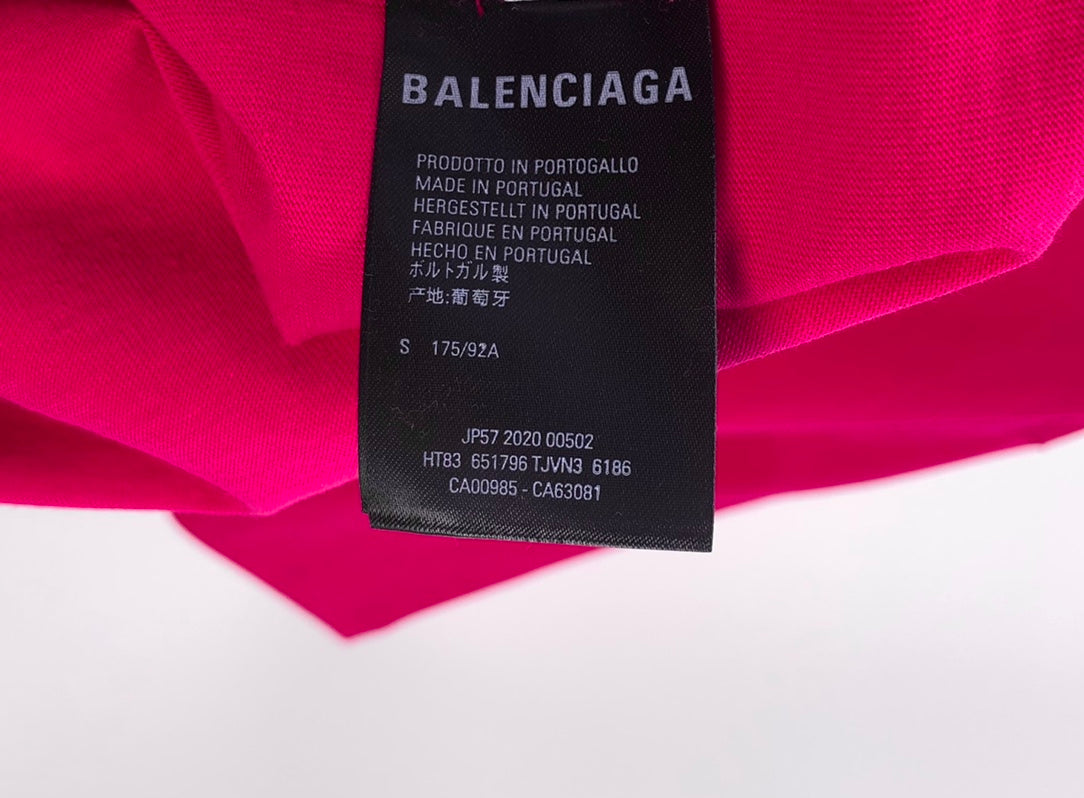 BALENCIAGA
PRODOTTO IN PORTOGALLO
MADE IN PORTUGAL
HERGESTELLT IN PORTUGAL
FABRIQUE EN PORTUGAL
HECHO EN PORTUGAL
ボルトガル製
产地:葡萄牙
S 175/92A
JP57 2020 00502
HT83 651796 TJVN3 6186
CA00985 - CA63081